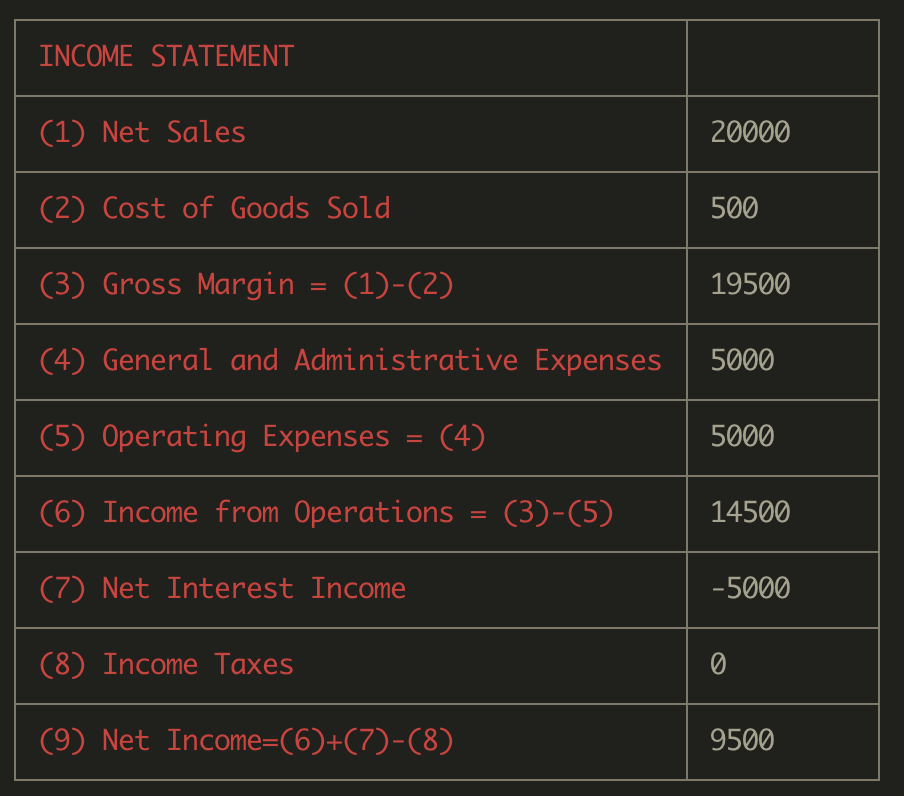 INCOME STATEMENT
(1) Net Sales 20000
(2) Cost of Goods Sold 500
(3) Gross Margin = (1)-(2) 19500
(4) General and Administrative Expenses 5000
(5) Operating Expenses = (4) 5000
(6) Income from Operations = (3)-(5) 14500
(7) Net Interest Income -5000
(8) Income Taxes 0
(9) Net Income=(6)+(7)-(8) 9500